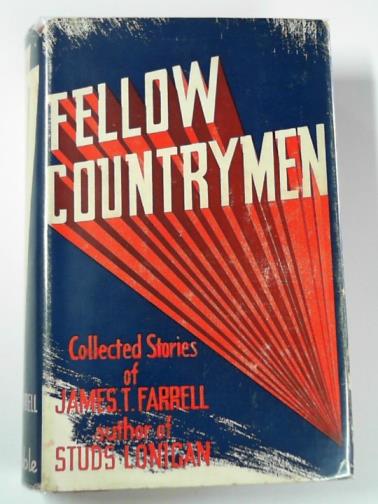 FELLOW
COUNTRYMEN
Collected Stories
of
JAMES.T.FARRELL
author of
STUDS LONIGAN